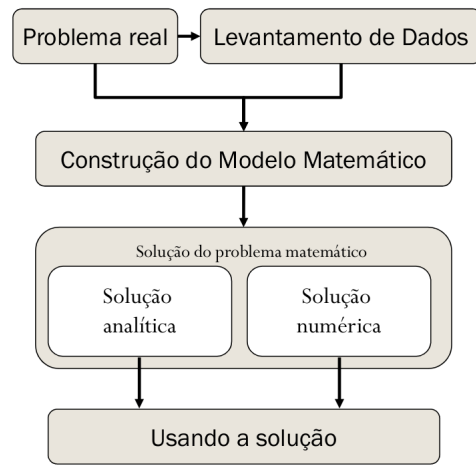 Problema real
Levantamento de Dados
Construção do Modelo Matemático
Solução do problema matemático
Solução
analítica
Solução
numérica
Usando a solução